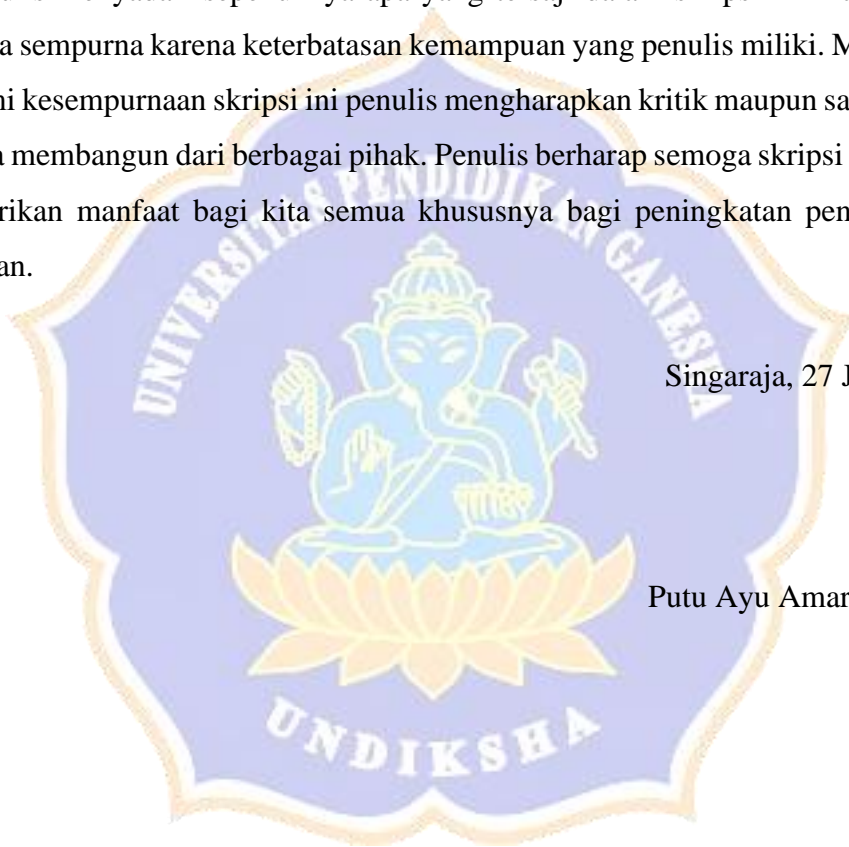 a sempurna karena keterbatasan kemampuan yang penulis miliki. M
ni kesempurnaan skripsi ini penulis mengharapkan kritik maupun sa
membangun dari berbagai pihak. Penulis berharap semoga skripsi
rikan manfaat bagi kita semua khususnya bagi peningkatan pen
an.
UNIVERSITAS PENDIDIKAN GANESHA
Singaraja, 27 J
Putu Ayu Amar
UNDIKSHA